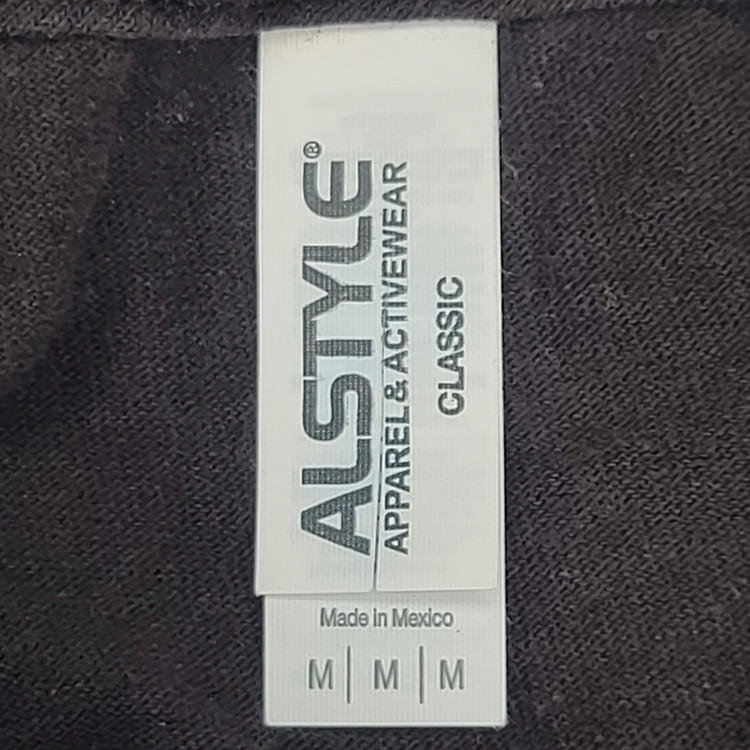 ALSTYLE®
APPAREL & ACTIVEWEAR
CLASSIC
Made in Mexico
M | M | M